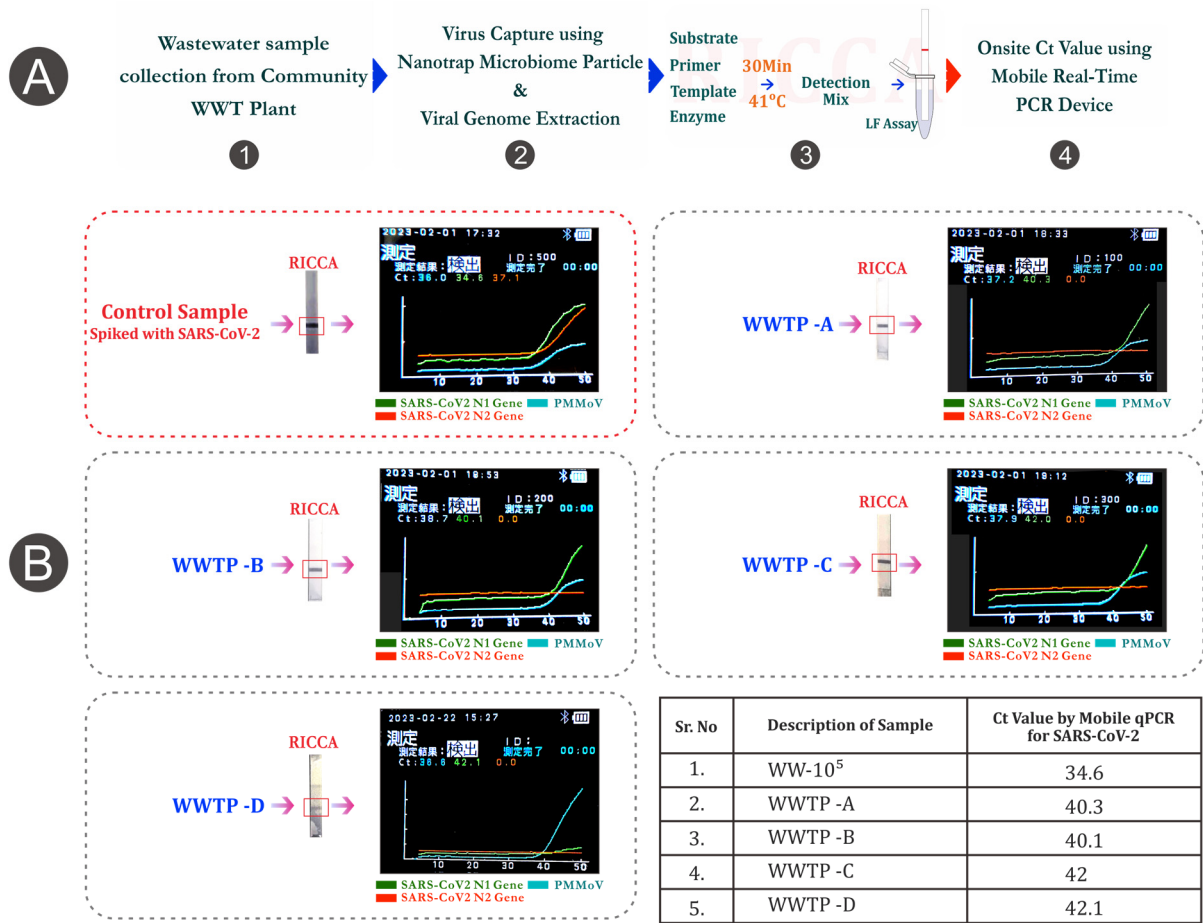 A
Wastewater sample
collection from Community
WWT Plant
1
Virus Capture using
Nanotrap Microbiome Particle
&
Viral Genome Extraction
2
RICCA
Substrate
Primer
Template
Enzyme
30Min
41°C
Detection
Mix
LF Assay
3
Onsite Ct Value using
Mobile Real-Time
PCR Device
4
B
Control Sample
Spiked with SARS-CoV-2
RICCA
2023-02-01 17:32
測定
ID:500
測定結果:検出 測定完了 00:00
Ct:36.0 34.6 37.1
10 20 30 40 50
SARS-CoV2 N1 Gene PMMoV
SARS-CoV2 N2 Gene
WWTP -A
RICCA
2023-02-01 18:33
測定
ID:100
測定結果:検出 測定完了 00:00
Ct:37.2 40.3 0.0
10 20 30 40 50
SARS-CoV2 N1 Gene PMMoV
SARS-CoV2 N2 Gene
WWTP -B
RICCA
2023-02-01
測定
ID:200
測定結果:検出 測定完了 00:00
Ct: 40.1 0.0
10 20 30 40 50
SARS-CoV2 N1 Gene PMMoV
SARS-CoV2 N2 Gene
WWTP -C
RICCA
2023-02-01 19:12
測定
ID:300
測定結果:検出 測定完了 00:00
Ct:37.9 42.0 0.0
10 20 30 40 50
SARS-CoV2 N1 Gene PMMoV
SARS-CoV2 N2 Gene
WWTP -D
RICCA
2023-02-22 15:27
測定
ID:
測定結果:検出 測定完了 00:00
Ct: 42.1 0.0
10 20 30 40 50
SARS-CoV2 N1 Gene PMMoV
SARS-CoV2 N2 Gene
Sr. No Description of Sample Ct Value by Mobile qPCR for SARS-CoV-2
1. WW-10⁵ 34.6
2. WWTP -A 40.3
3. WWTP -B 40.1
4. WWTP -C 42
5. WWTP -D 42.1